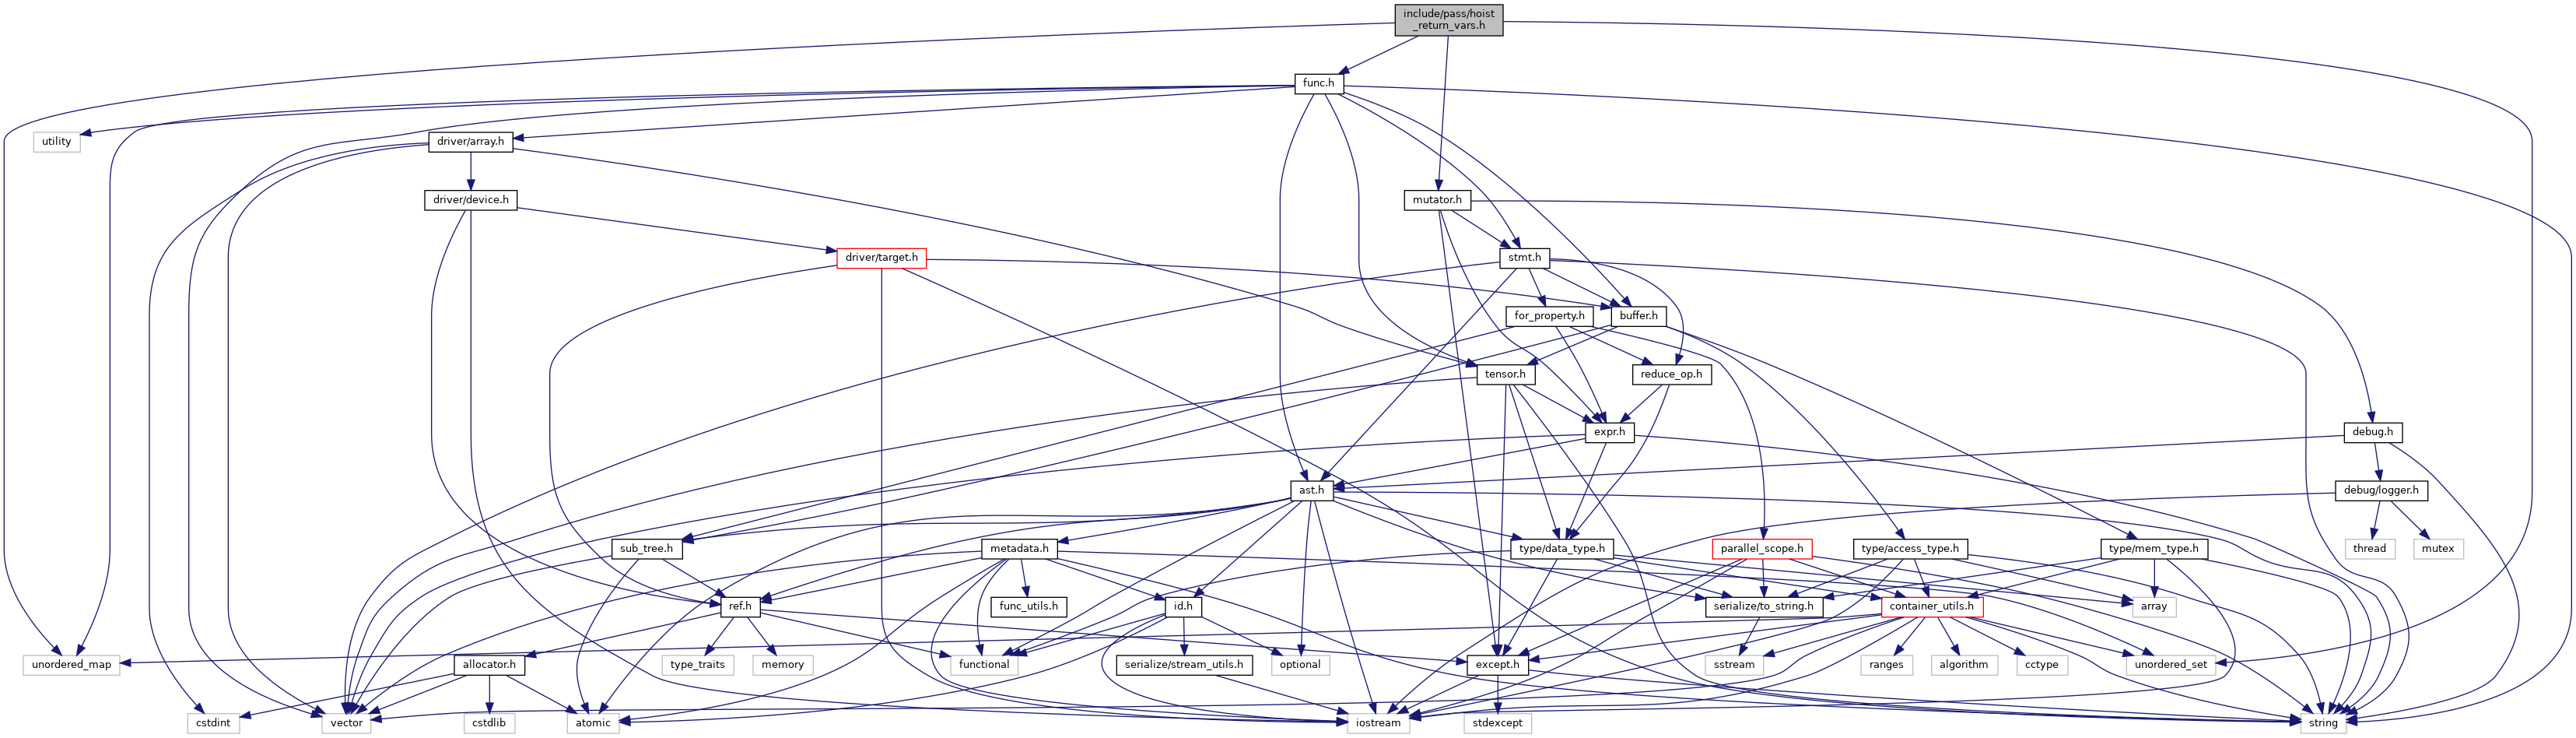 include/pass/hoist
_return_vars.h
func.h
utility
driver/array.h
driver/device.h
mutator.h
driver/target.h
stmt.h
for_property.h
buffer.h
tensor.h
reduce_op.h
expr.h
debug.h
ast.h
debug/logger.h
sub_tree.h
metadata.h
type/data_type.h
parallel_scope.h
type/access_type.h
type/mem_type.h
thread
mutex
ref.h
func_utils.h
id.h
serialize/to_string.h
container_utils.h
array
unordered_map
allocator.h
type_traits
memory
functional
serialize/stream_utils.h
optional
except.h
sstream
ranges
algorithm
cctype
unordered_set
cstdint
vector
cstdlib
atomic
iostream
stdexcept
string